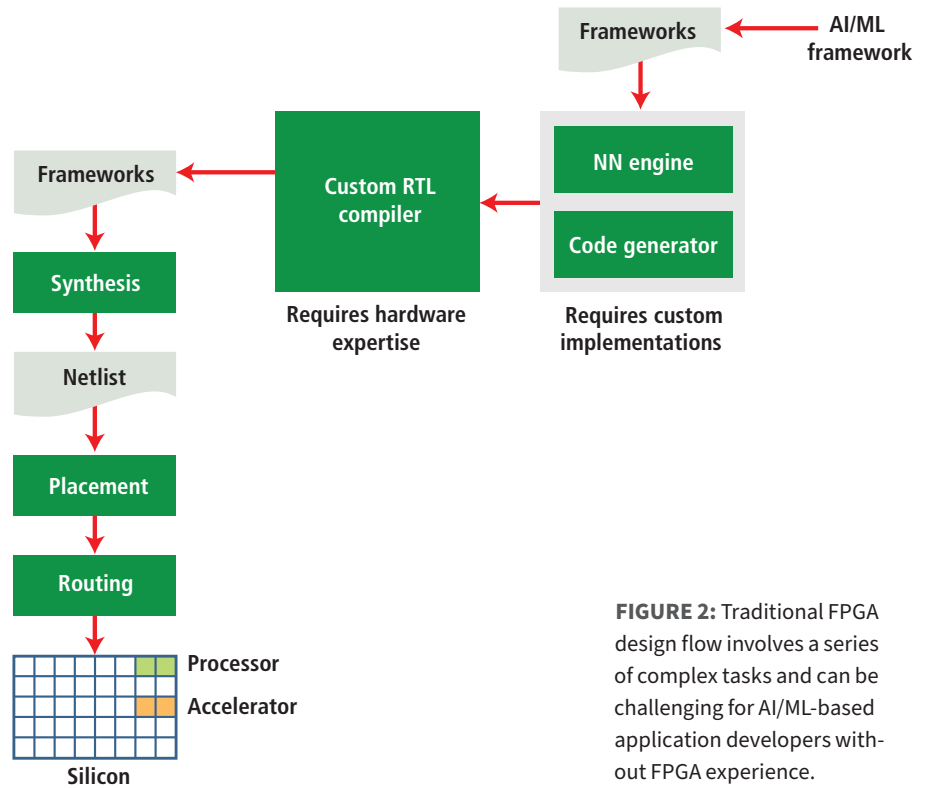 Frameworks
AI/ML
framework
NN engine
Code generator
Requires custom
implementations
Custom RTL
compiler
Requires hardware
expertise
Frameworks
Synthesis
Netlist
Placement
Routing
Processor
Accelerator
Silicon
FIGURE 2: Traditional FPGA
design flow involves a series
of complex tasks and can be
challenging for AI/ML-based
application developers with-
out FPGA experience.